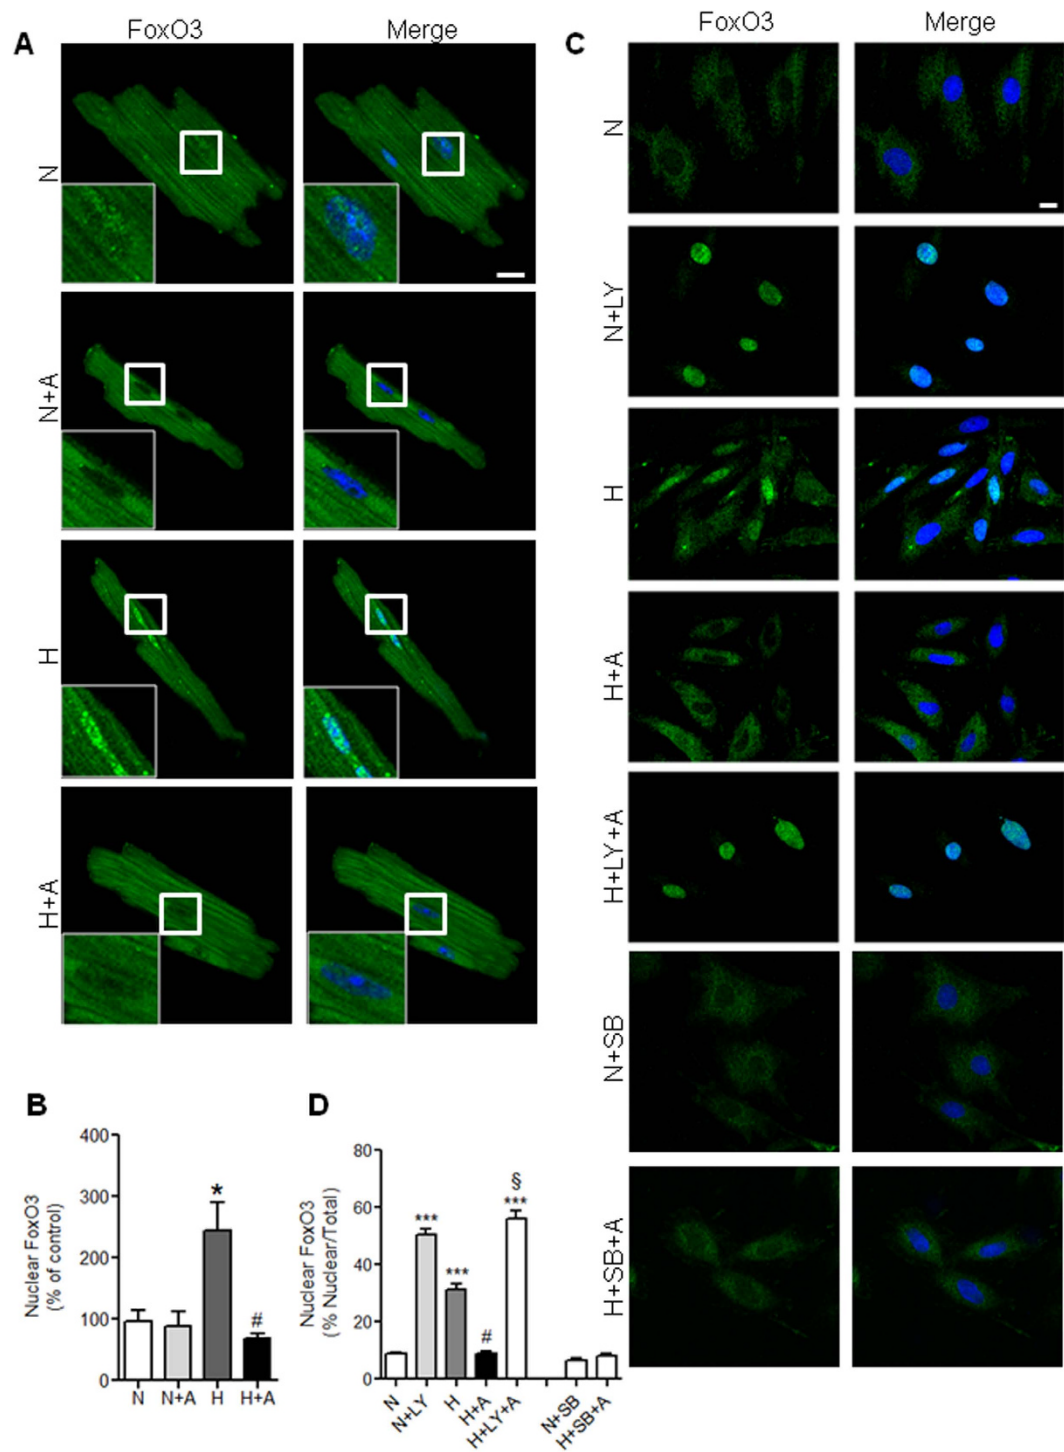 A
FoxO3 Merge
N
N+A
H
H+A
C
FoxO3 Merge
N
N+LY
H
H+A
H+LY+A
N+SB
H+SB+A
B
Nuclear FoxO3
(% of control)
400
300
200
100
0
*
#
N N+A H H+A
D
Nuclear FoxO3
(% Nuclear/Total)
80
60
40
20
0
***
***
#
§
***
N N+LY H H+A H+LY+A N+SB H+SB+A